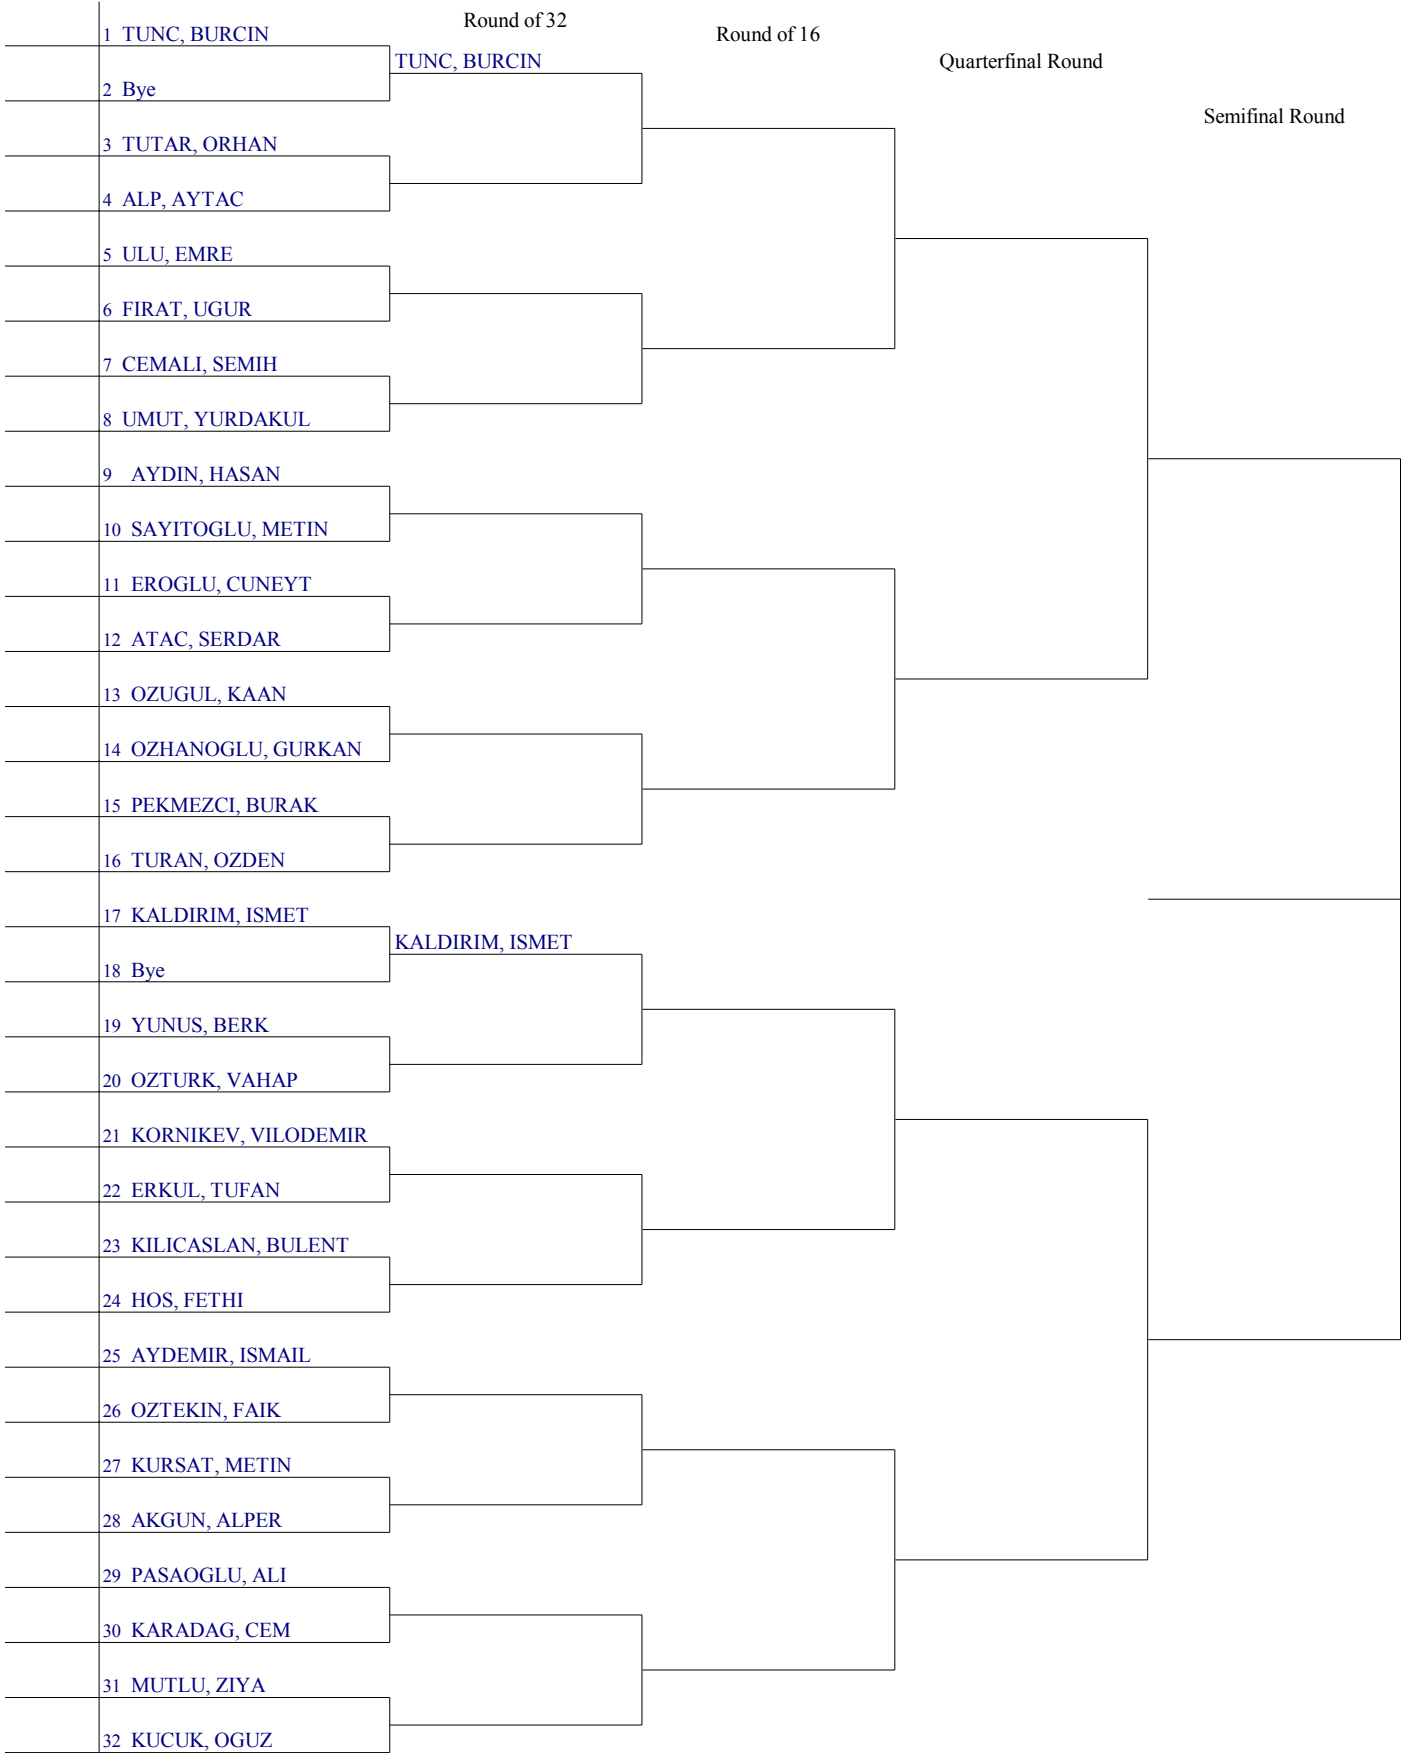 Round of 32
Round of 16
Quarterfinal Round
Semifinal Round
1 TUNC, BURCIN
TUNC, BURCIN
2 Bye
3 TUTAR, ORHAN
4 ALP, AYTAC
5 ULU, EMRE
6 FIRAT, UGUR
7 CEMALI, SEMIH
8 UMUT, YURDAKUL
9 AYDIN, HASAN
10 SAYITOGLU, METIN
11 EROGLU, CUNEYT
12 ATAC, SERDAR
13 OZUGUL, KAAN
14 OZHANOGLU, GURKAN
15 PEKMEZCI, BURAK
16 TURAN, OZDEN
17 KALDIRIM, ISMET
KALDIRIM, ISMET
18 Bye
19 YUNUS, BERK
20 OZTURK, VAHAP
21 KORNIKEV, VILODEMIR
22 ERKUL, TUFAN
23 KILICASLAN, BULENT
24 HOS, FETHI
25 AYDEMIR, ISMAIL
26 OZTEKIN, FAIK
27 KURSAT, METIN
28 AKGUN, ALPER
29 PASAOGLU, ALI
30 KARADAG, CEM
31 MUTLU, ZIYA
32 KUCUK, OGUZ